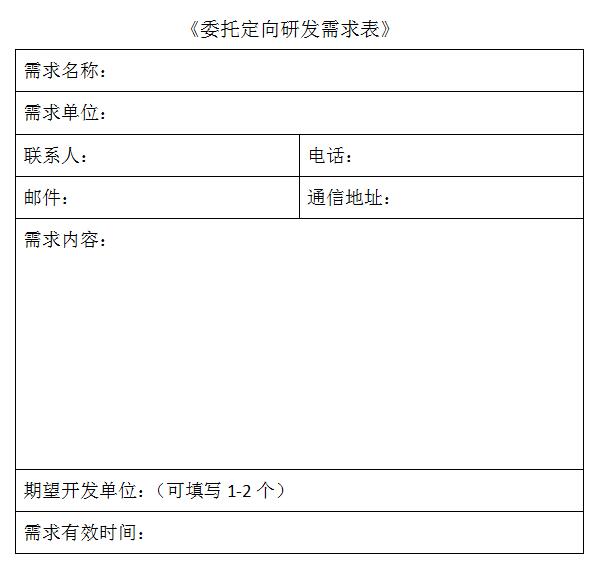 《委托定向研发需求表》
需求名称：
需求单位：
联系人： 电话：
邮件： 通信地址：
需求内容：
期望开发单位：（可填写 1-2 个）
需求有效时间：